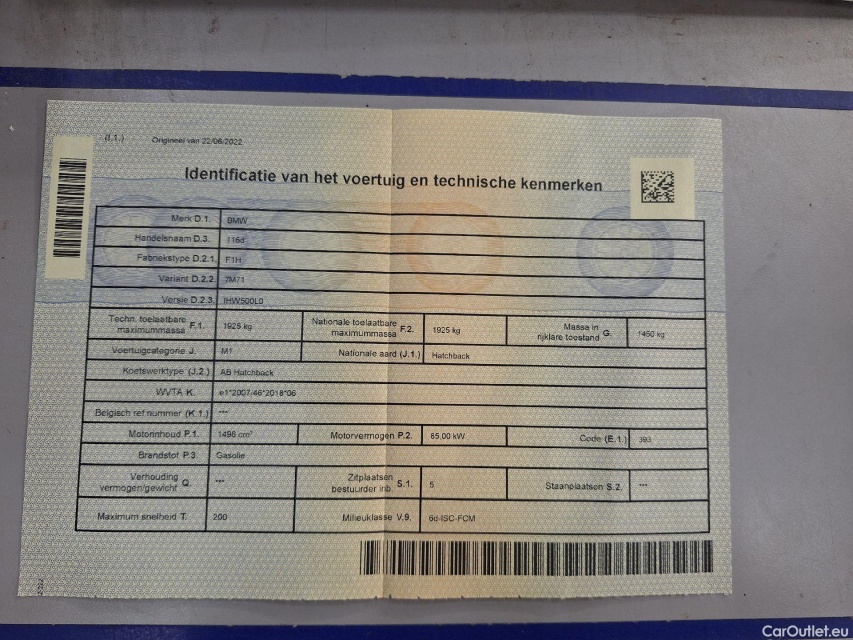 (I.1.) Origineel van 22/06/2022
Identificatie van het voertuig en technische kenmerken
Merk D.1. BMW
Handelsnaam D.3. 116d
Fabriekstype D.2.1. F1H
Variant D.2.2. 7M71
Versie D.2.3. IHW500L0
Techn. toelaatbare maximummassa F.1. 1925 kg Nationale toelaatbare maximummassa F.2. 1925 kg Massa in rijklare toestand G. 1450 kg
Voertuigcategorie J. M1 Nationale aard (J.1.) Hatchback
Koetswerktype (J.2.) AB Hatchback
WVTA K. e1*2007/46*2018*06
Belgisch ref.nummer (K.1.) ---
Motorinhoud P.1. 1496 cm³ Motorvermogen P.2. 85,00 kW Code (E.1.) 393
Brandstof P.3. Gasolie
Verhouding vermogen/gewicht Q. --- Zitplaatsen bestuurder inb. S.1. 5 Staanplaatsen S.2. ---
Maximum snelheid T. 200 Milieuklasse V.9. 6d-ISC-FCM
CarOutlet.eu